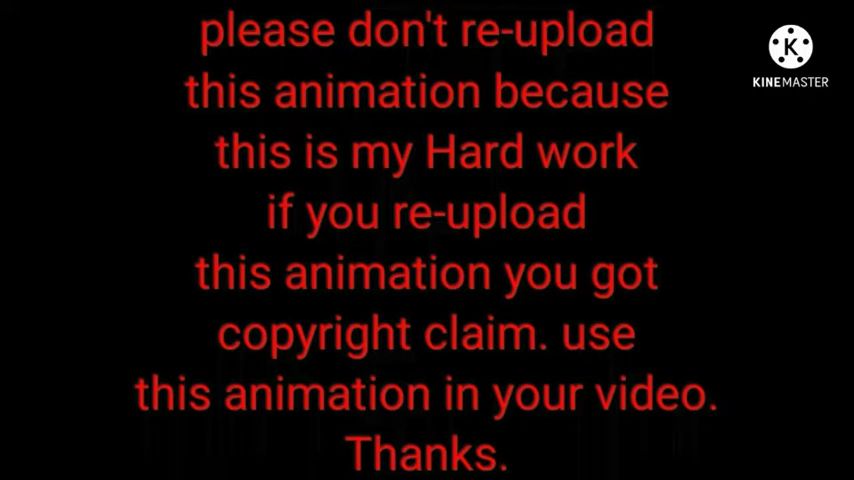 please don't re-upload
this animation because
this is my Hard work
if you re-upload
this animation you got
copyright claim. use
this animation in your video.
Thanks.
K
KINEMASTER